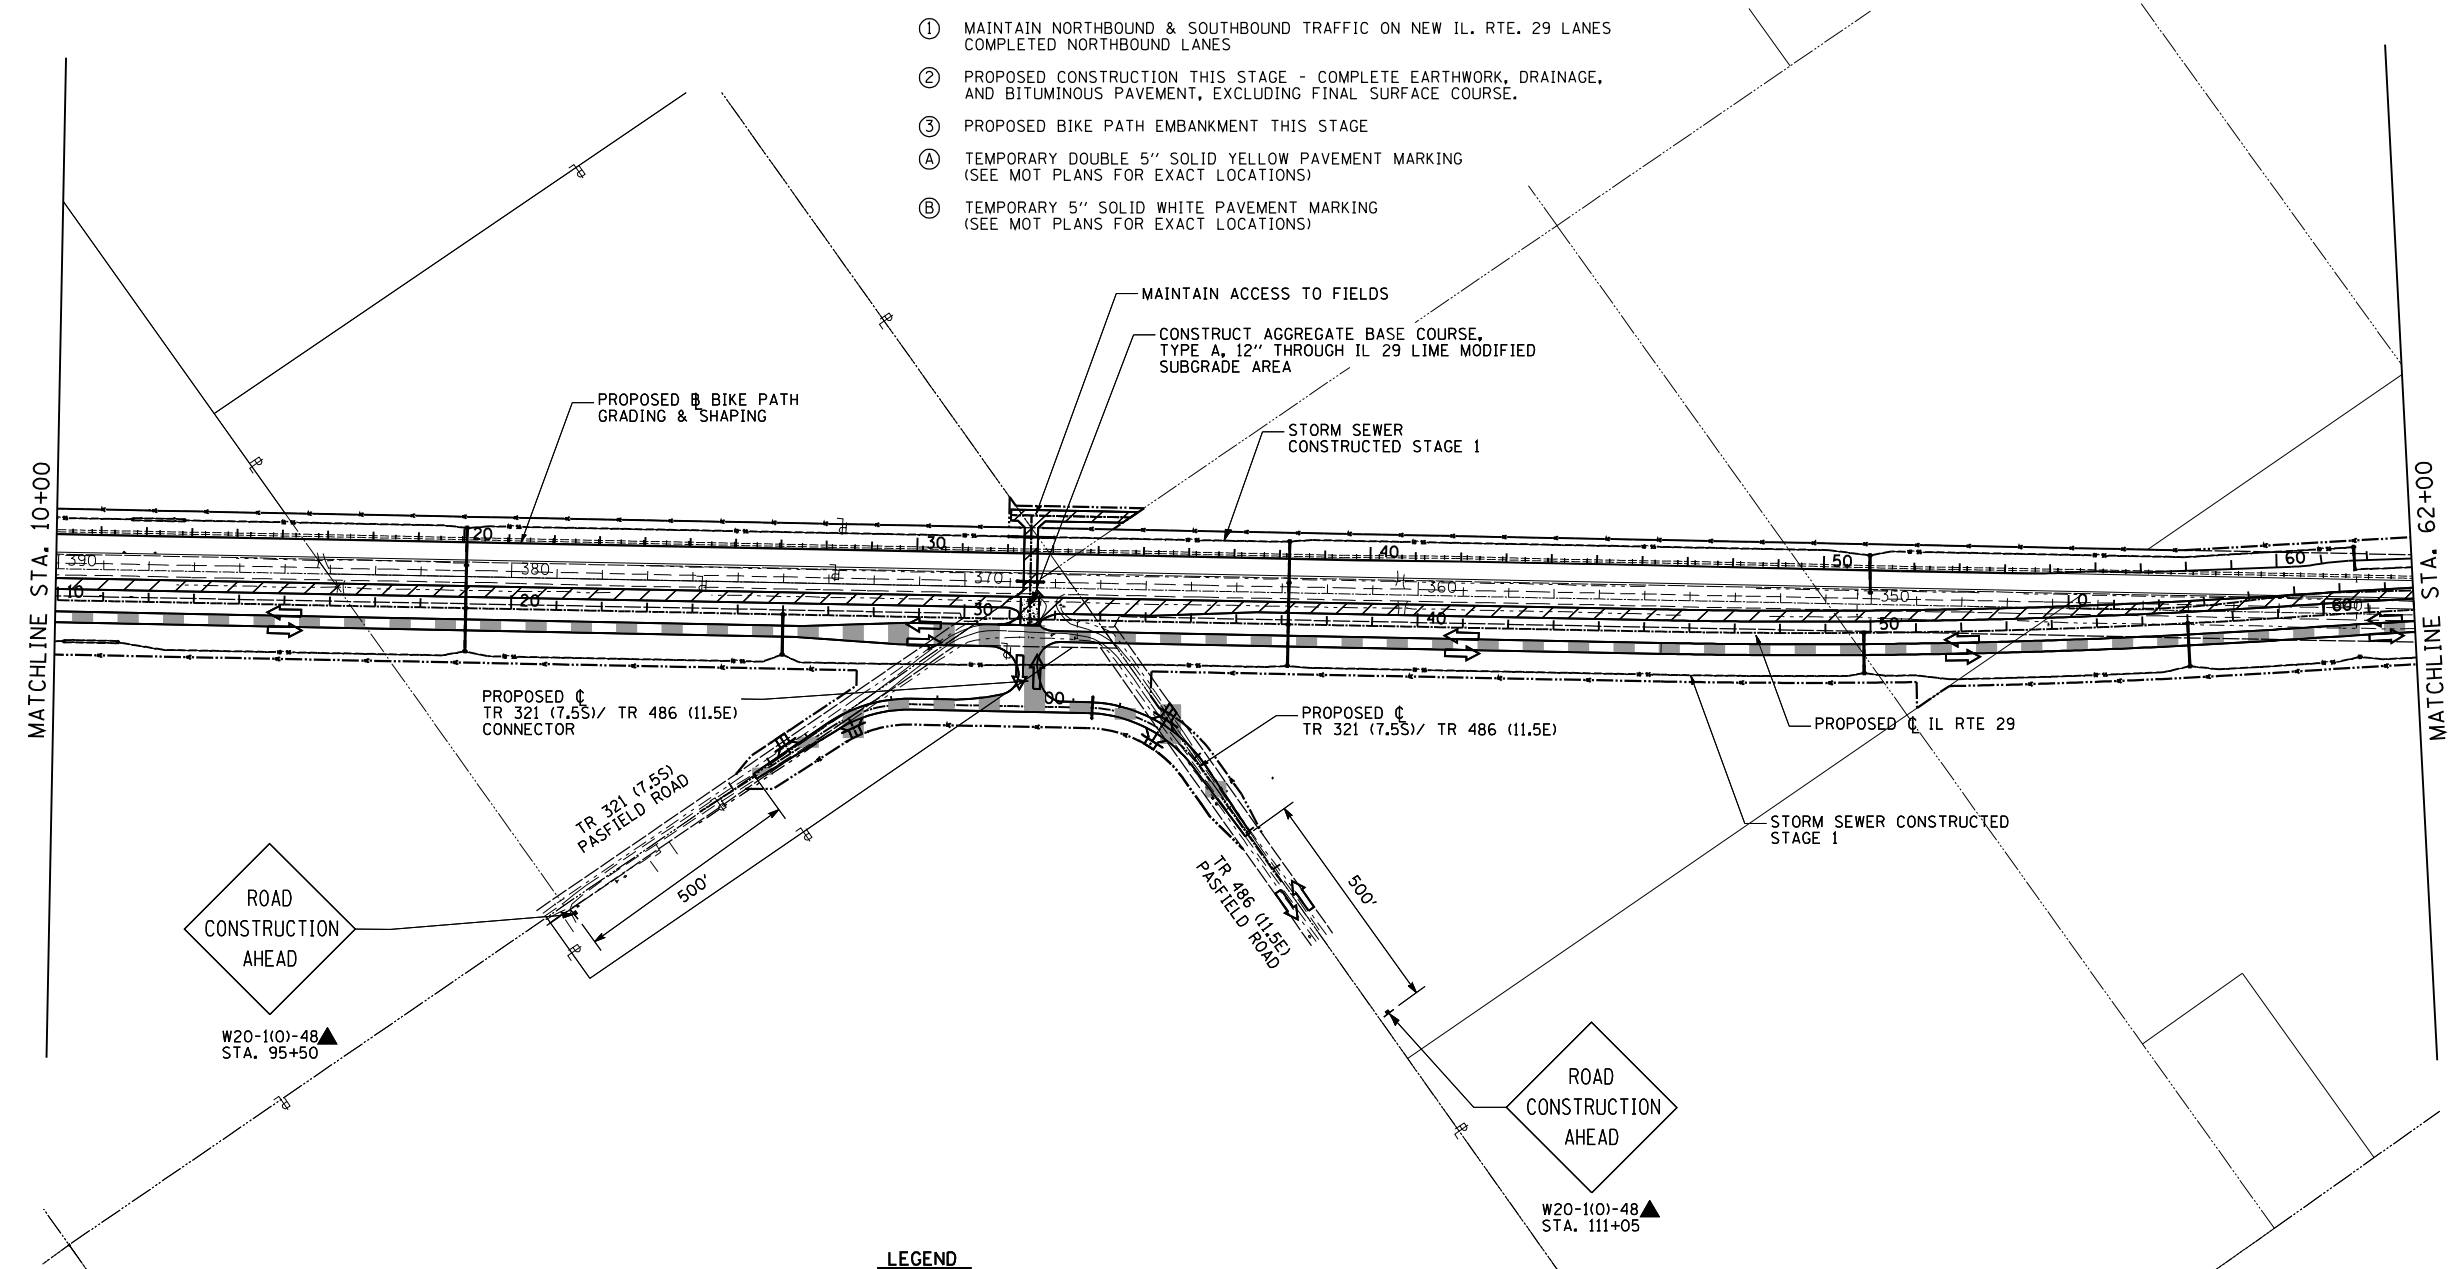 ① MAINTAIN NORTHBOUND & SOUTHBOUND TRAFFIC ON NEW IL. RTE. 29 LANES
COMPLETED NORTHBOUND LANES
② PROPOSED CONSTRUCTION THIS STAGE - COMPLETE EARTHWORK, DRAINAGE,
AND BITUMINOUS PAVEMENT, EXCLUDING FINAL SURFACE COURSE.
③ PROPOSED BIKE PATH EMBANKMENT THIS STAGE
Ⓐ TEMPORARY DOUBLE 5" SOLID YELLOW PAVEMENT MARKING
(SEE MOT PLANS FOR EXACT LOCATIONS)
Ⓑ TEMPORARY 5" SOLID WHITE PAVEMENT MARKING
(SEE MOT PLANS FOR EXACT LOCATIONS)
MAINTAIN ACCESS TO FIELDS
CONSTRUCT AGGREGATE BASE COURSE,
TYPE A, 12" THROUGH IL 29 LIME MODIFIED
SUBGRADE AREA
PROPOSED ℄ BIKE PATH
GRADING & SHAPING
STORM SEWER
CONSTRUCTED STAGE 1
MATCHLINE STA. 10+00
MATCHLINE STA. 62+00
20
30
40
50
60
390
380
370
360
350
10
20
30
40
50
60
00
PROPOSED ℄
TR 321 (7.5S)/ TR 486 (11.5E)
CONNECTOR
PROPOSED ℄
TR 321 (7.5S)/ TR 486 (11.5E)
PROPOSED ℄ IL RTE 29
TR 321 (7.5S)
PASFIELD ROAD
500'
TR 486 (11.5E)
PASFIELD ROAD
500'
STORM SEWER CONSTRUCTED
STAGE 1
ROAD
CONSTRUCTION
AHEAD
W20-1(O)-48▲
STA. 95+50
ROAD
CONSTRUCTION
AHEAD
W20-1(O)-48▲
STA. 111+05
LEGEND